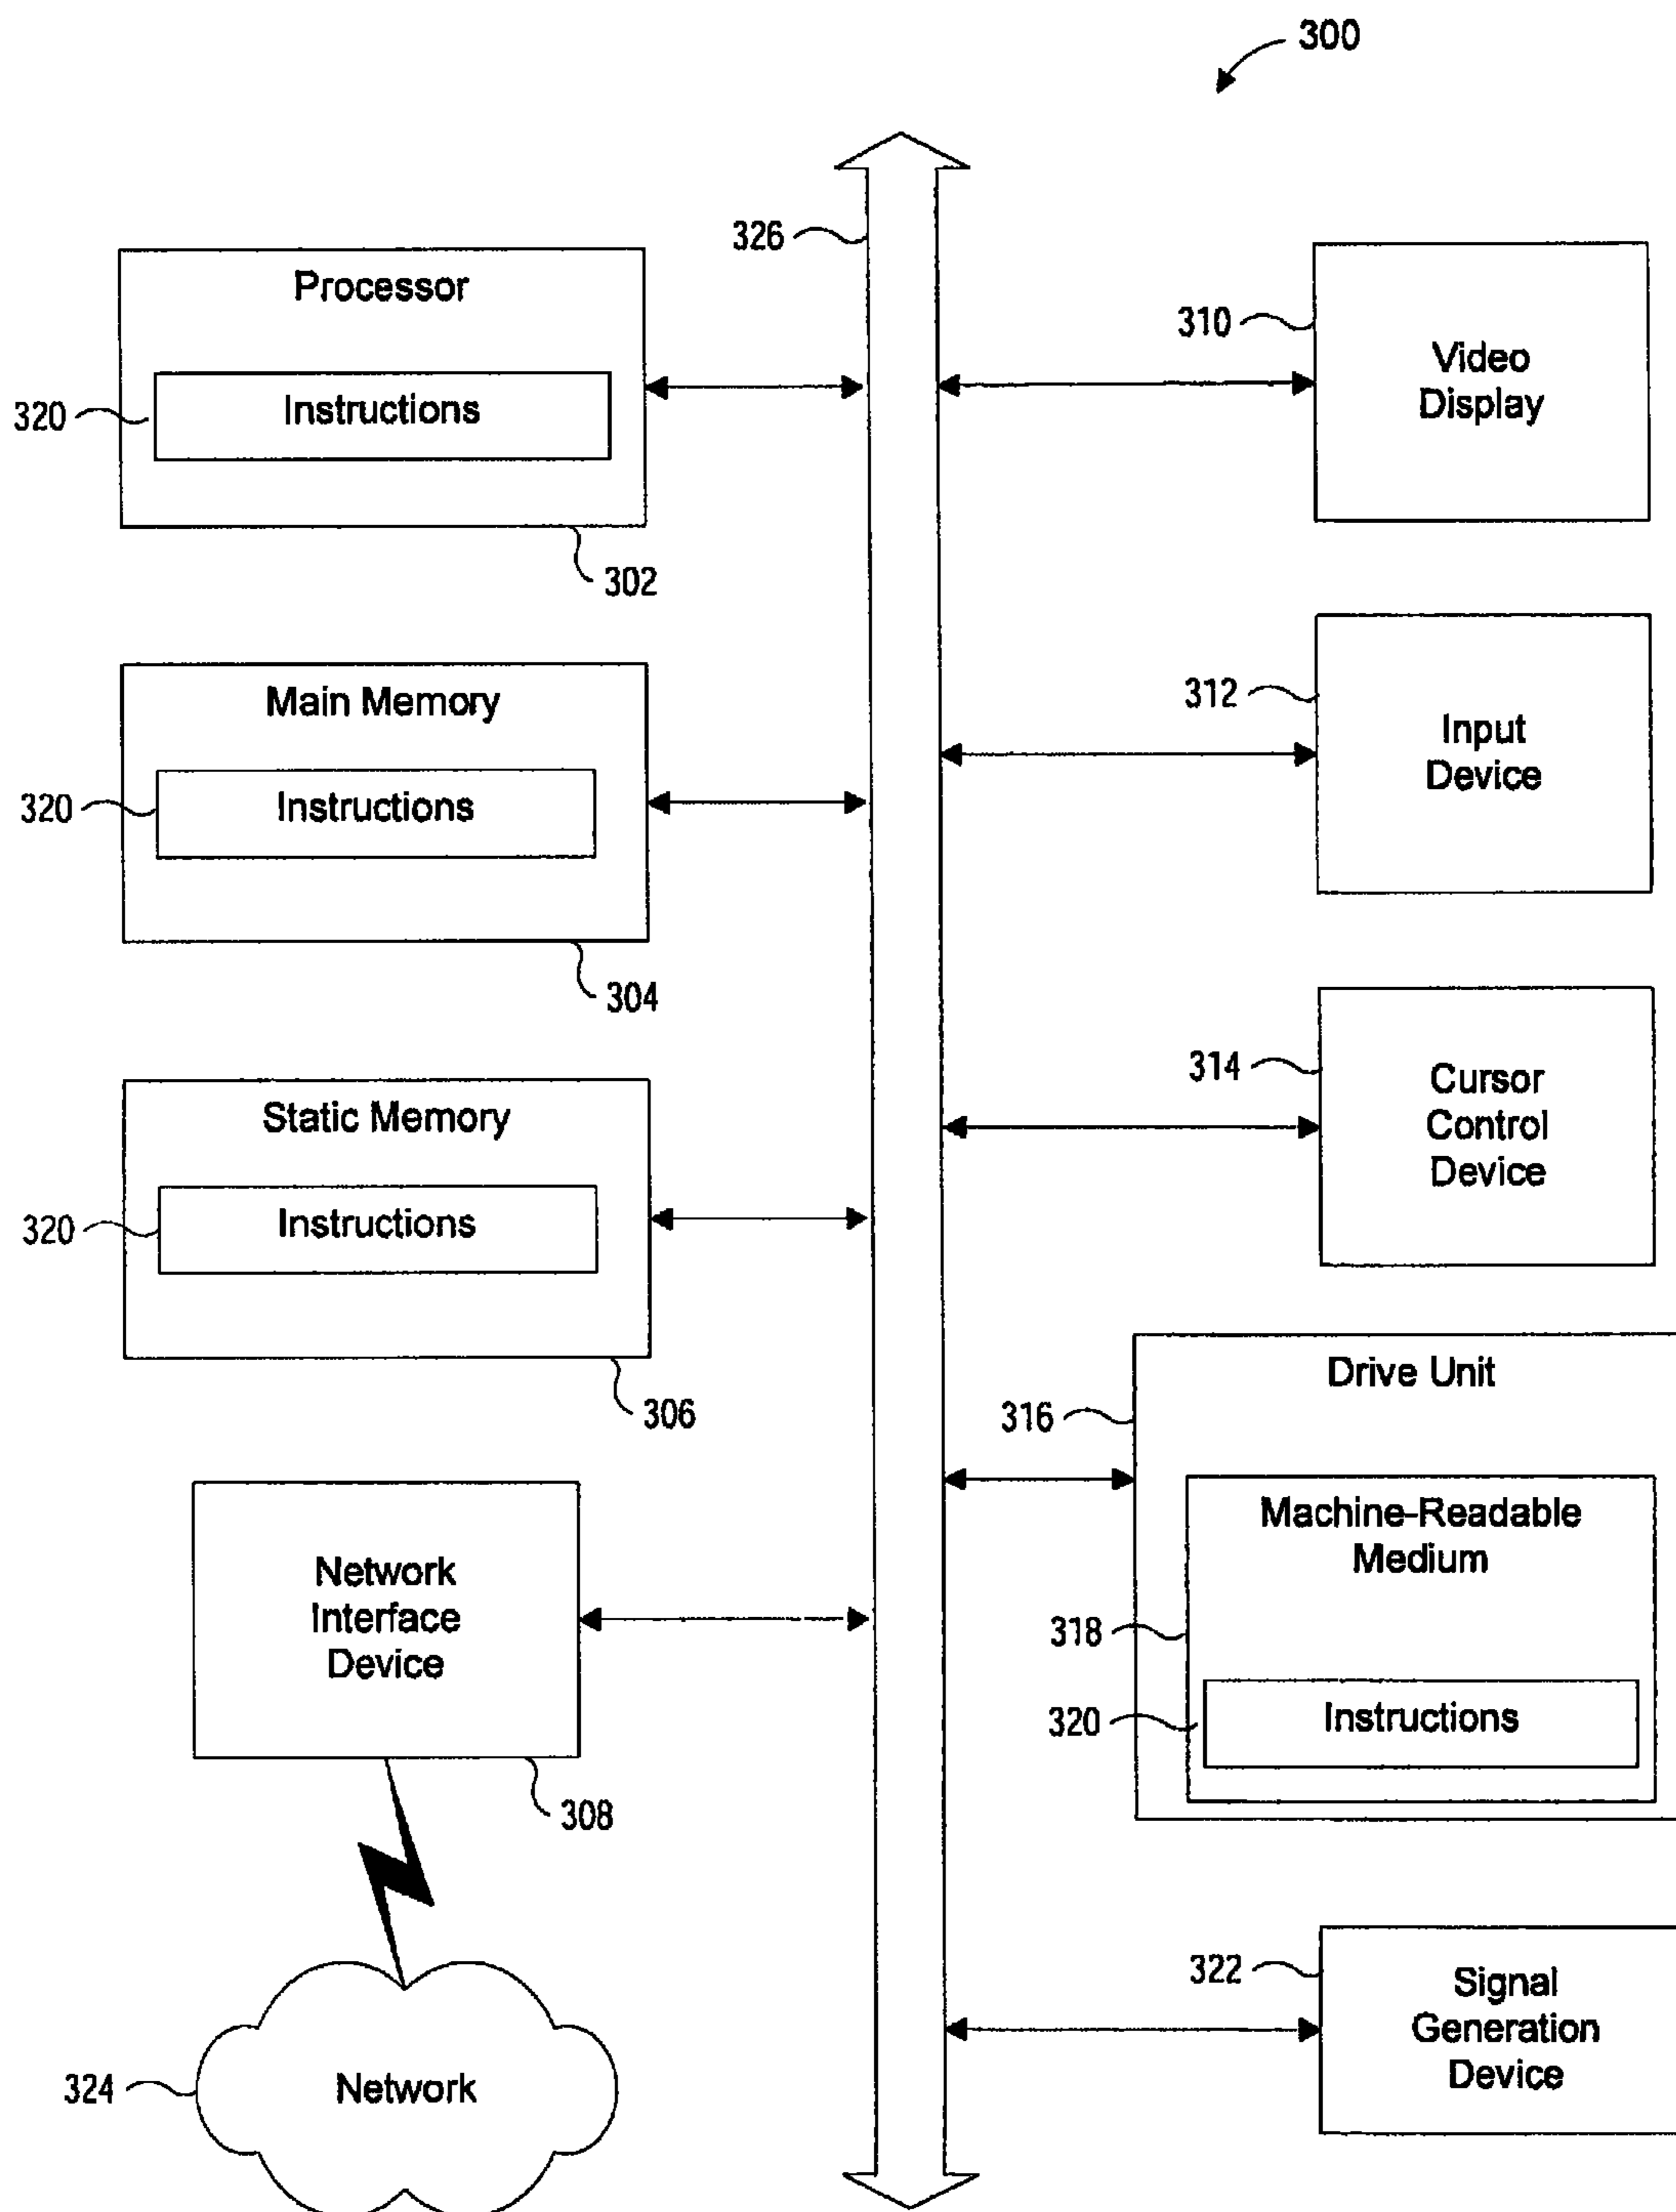 300
326
Processor
320
Instructions
302
Main Memory
320
Instructions
304
Static Memory
320
Instructions
306
Network
Interface
Device
308
324
Network
310
Video
Display
312
Input
Device
314
Cursor
Control
Device
316
Drive Unit
Machine-Readable
Medium
318
320
Instructions
322
Signal
Generation
Device